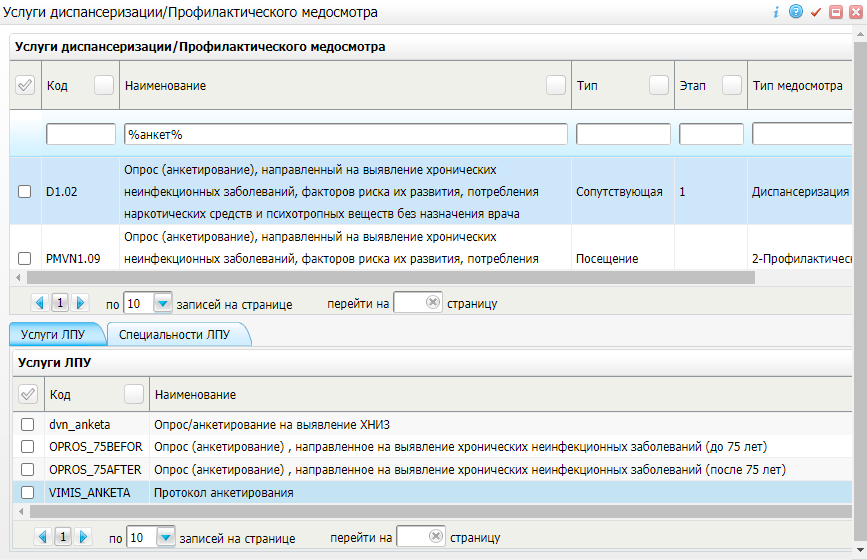 Услуги диспансеризации/Профилактического медосмотра
Услуги диспансеризации/Профилактического медосмотра
Код Наименование Тип Этап Тип медосмотра
%анкет%
D1.02 Опрос (анкетирование), направленный на выявление хронических
неинфекционных заболеваний, факторов риска их развития, потребления
наркотических средств и психотропных веществ без назначения врача
Сопутствующая 1 Диспансеризация
PMVN1.09 Опрос (анкетирование), направленный на выявление хронических
неинфекционных заболеваний, факторов риска их развития, потребления
Посещение 2-Профилактическ
1 по 10 записей на странице перейти на страницу
Услуги ЛПУ Специальности ЛПУ
Услуги ЛПУ
Код Наименование
dvn_anketa Опрос/анкетирование на выявление ХНИЗ
OPROS_75BEFOR Опрос (анкетирование) , направленное на выявление хронических неинфекционных заболеваний (до 75 лет)
OPROS_75AFTER Опрос (анкетирование) , направленное на выявление хронических неинфекционных заболеваний (после 75 лет)
VIMIS_ANKETA Протокол анкетирования
1 по 10 записей на странице перейти на страницу